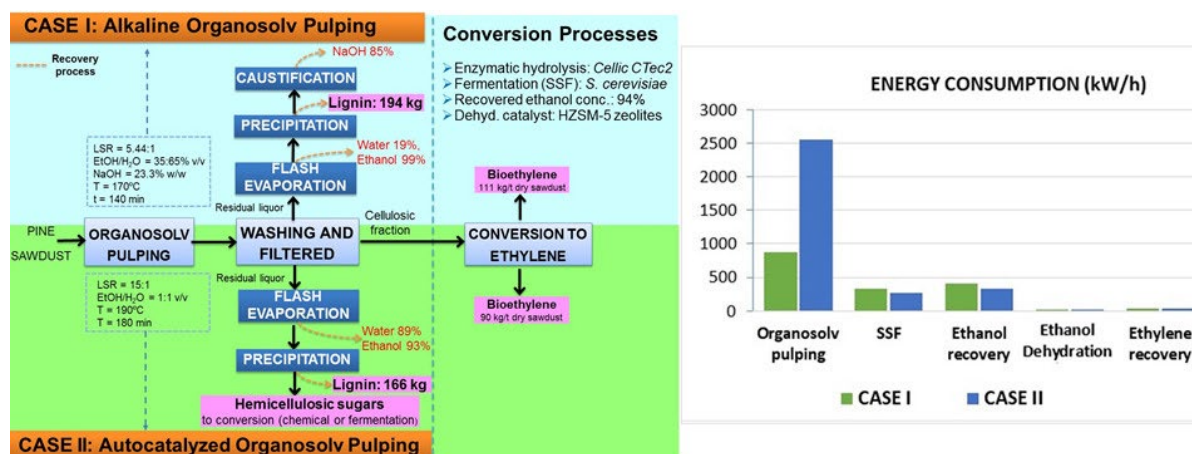 CASE I: Alkaline Organosolv Pulping
Recovery
process
NaOH 85%
CAUSTIFICATION
Lignin: 194 kg
PRECIPITATION
LSR = 5.44:1
EtOH/H₂O = 35:65% v/v
NaOH = 23.3% w/w
T = 170ºC
t = 140 min
Water 19%,
Ethanol 99%
FLASH
EVAPORATION
Residual liquor
PINE
SAWDUST
ORGANOSOLV
PULPING
WASHING AND
FILTERED
Cellulosic
fraction
CONVERSION TO
ETHYLENE
LSR = 15:1
EtOH/H₂O = 1:1 v/v
T = 190ºC
T = 180 min
Residual liquor
FLASH
EVAPORATION
Water 89%
Ethanol 93%
PRECIPITATION
Lignin: 166 kg
Hemicellulosic sugars
to conversion (chemical or fermentation)
CASE II: Autocatalyzed Organosolv Pulping
Conversion Processes
Enzymatic hydrolysis: Cellic CTec2
Fermentation (SSF): S. cerevisiae
Recovered ethanol conc.: 94%
Dehyd. catalyst: HZSM-5 zeolites
Bioethylene
111 kg/t dry sawdust
Bioethylene
90 kg/t dry sawdust
ENERGY CONSUMPTION (kW/h)
3000
2500
2000
1500
1000
500
0
Organosolv
pulping
SSF
Ethanol
recovery
Ethanol
Dehydration
Ethylene
recovery
CASE I
CASE II